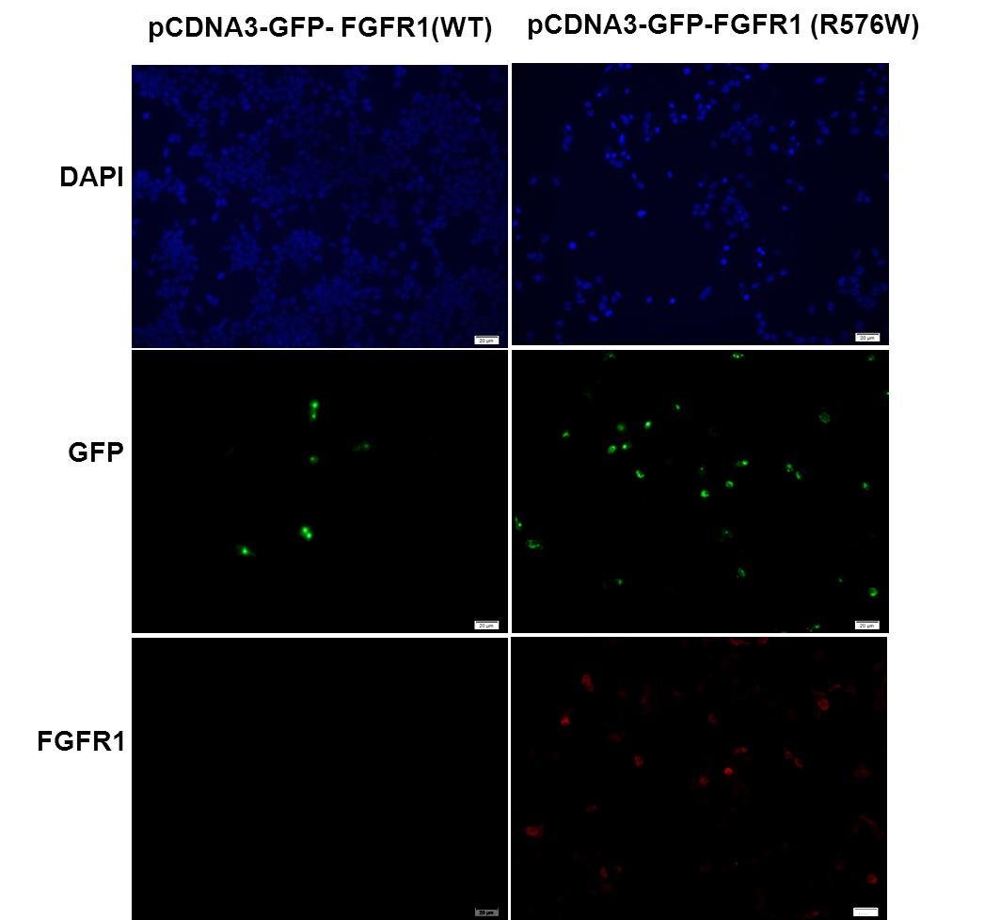 pCDNA3-GFP- FGFR1(WT)
pCDNA3-GFP-FGFR1 (R576W)
DAPI
20 µm
20 µm
GFP
20 µm
20 µm
FGFR1
20 µm